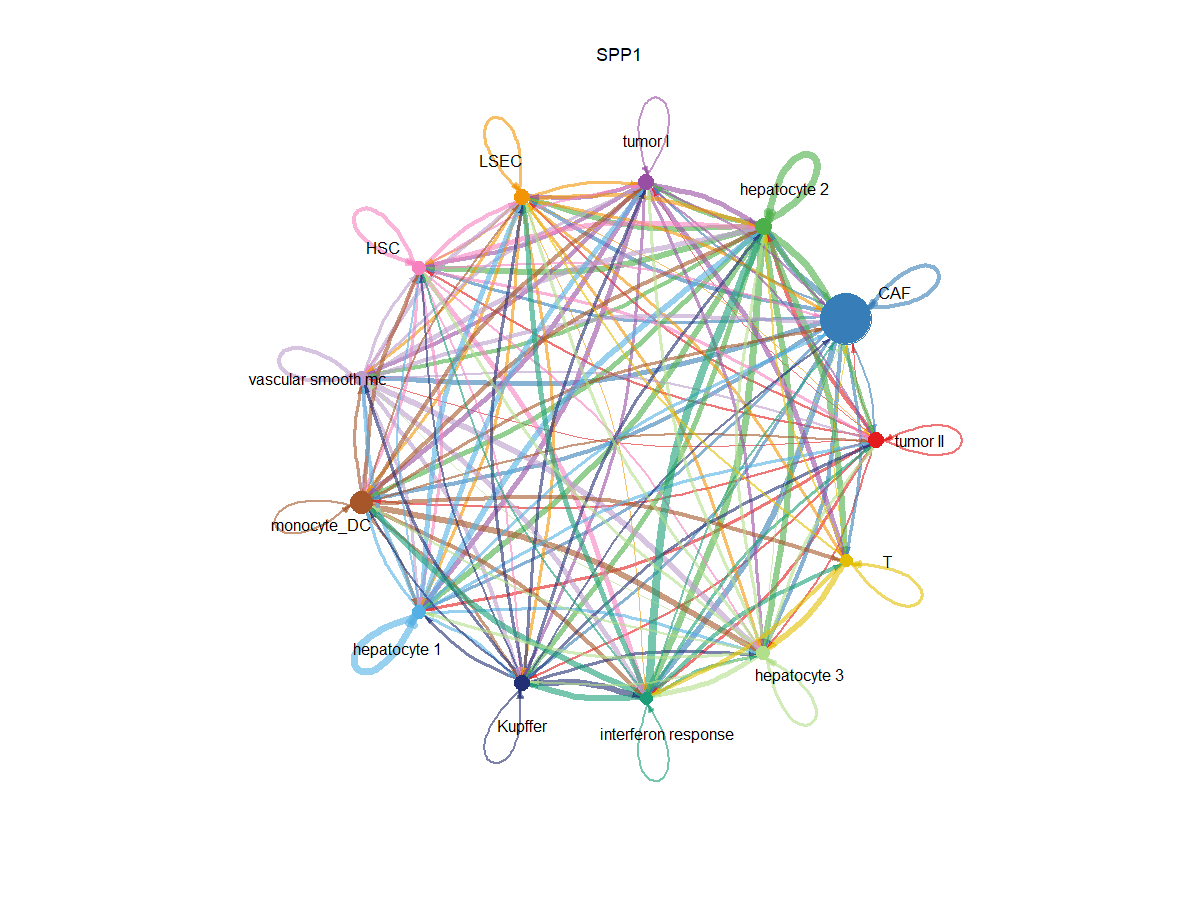 SPP1
tumor I
LSEC
hepatocyte 2
HSC
CAF
vascular smooth mc
tumor II
monocyte_DC
T
hepatocyte 1
hepatocyte 3
Kupffer
interferon response